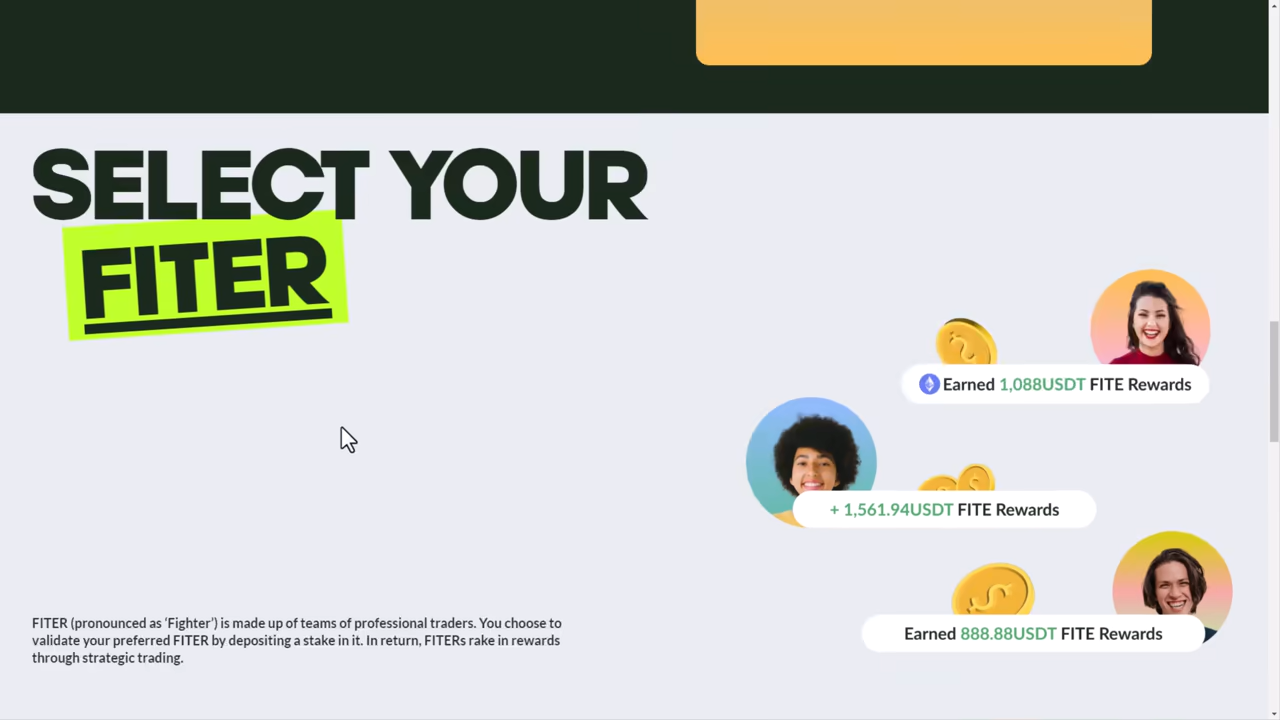 SELECT YOUR
FITER
Earned 1,088USDT FITE Rewards
+ 1,561.94USDT FITE Rewards
Earned 888.88USDT FITE Rewards
FITER (pronounced as ‘Fighter’) is made up of teams of professional traders. You choose to
validate your preferred FITER by depositing a stake in it. In return, FITERs rake in rewards
through strategic trading.